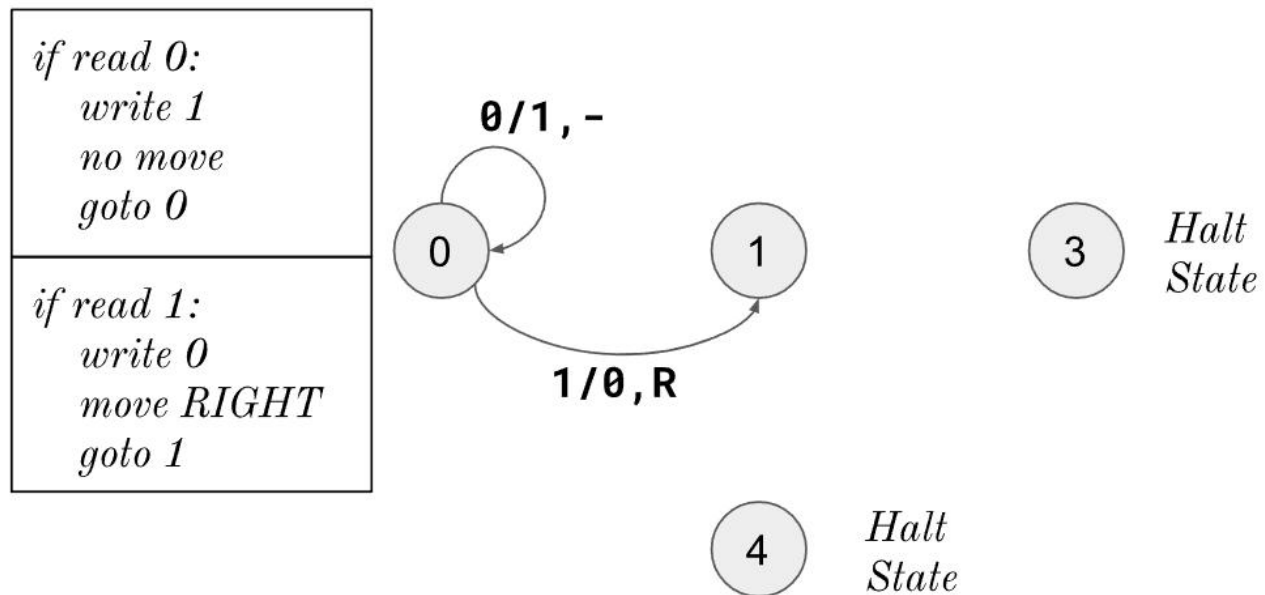 if read 0:
write 1
no move
goto 0
if read 1:
write 0
move RIGHT
goto 1
0/1,-
0
1
3
Halt
State
1/0,R
4
Halt
State